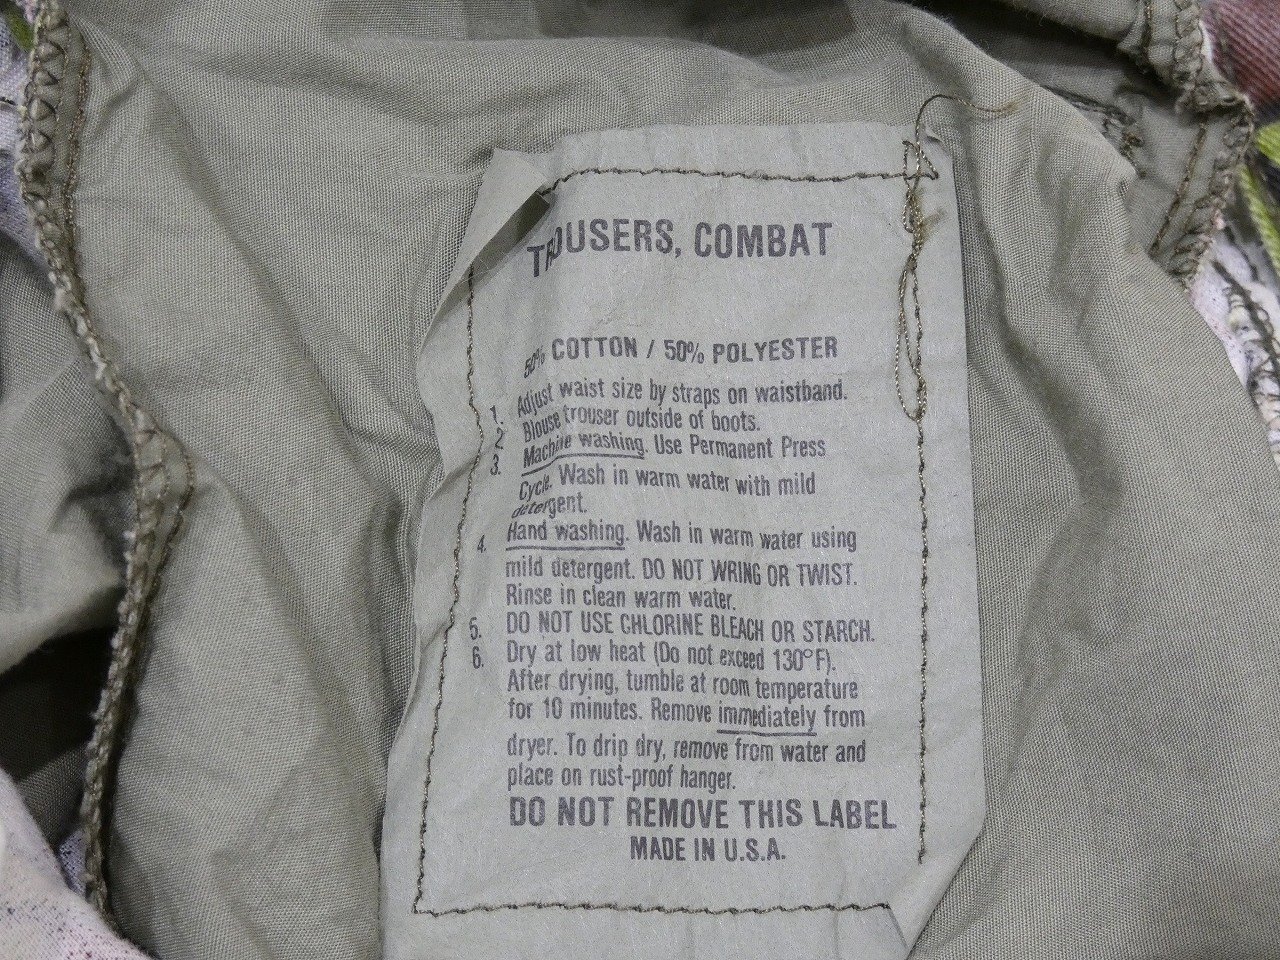 TROUSERS, COMBAT
50% COTTON / 50% POLYESTER
1. Adjust waist size by straps on waistband.
2 Blouse trouser outside of boots.
3. Machine washing. Use Permanent Press
Cycle. Wash in warm water with mild
detergent.
4. Hand washing. Wash in warm water using
mild detergent. DO NOT WRING OR TWIST.
Rinse in clean warm water.
5. DO NOT USE CHLORINE BLEACH OR STARCH.
6. Dry at low heat (Do not exceed 130°F).
After drying, tumble at room temperature
for 10 minutes. Remove immediately from
dryer. To drip dry, remove from water and
place on rust-proof hanger.
DO NOT REMOVE THIS LABEL
MADE IN U.S.A.